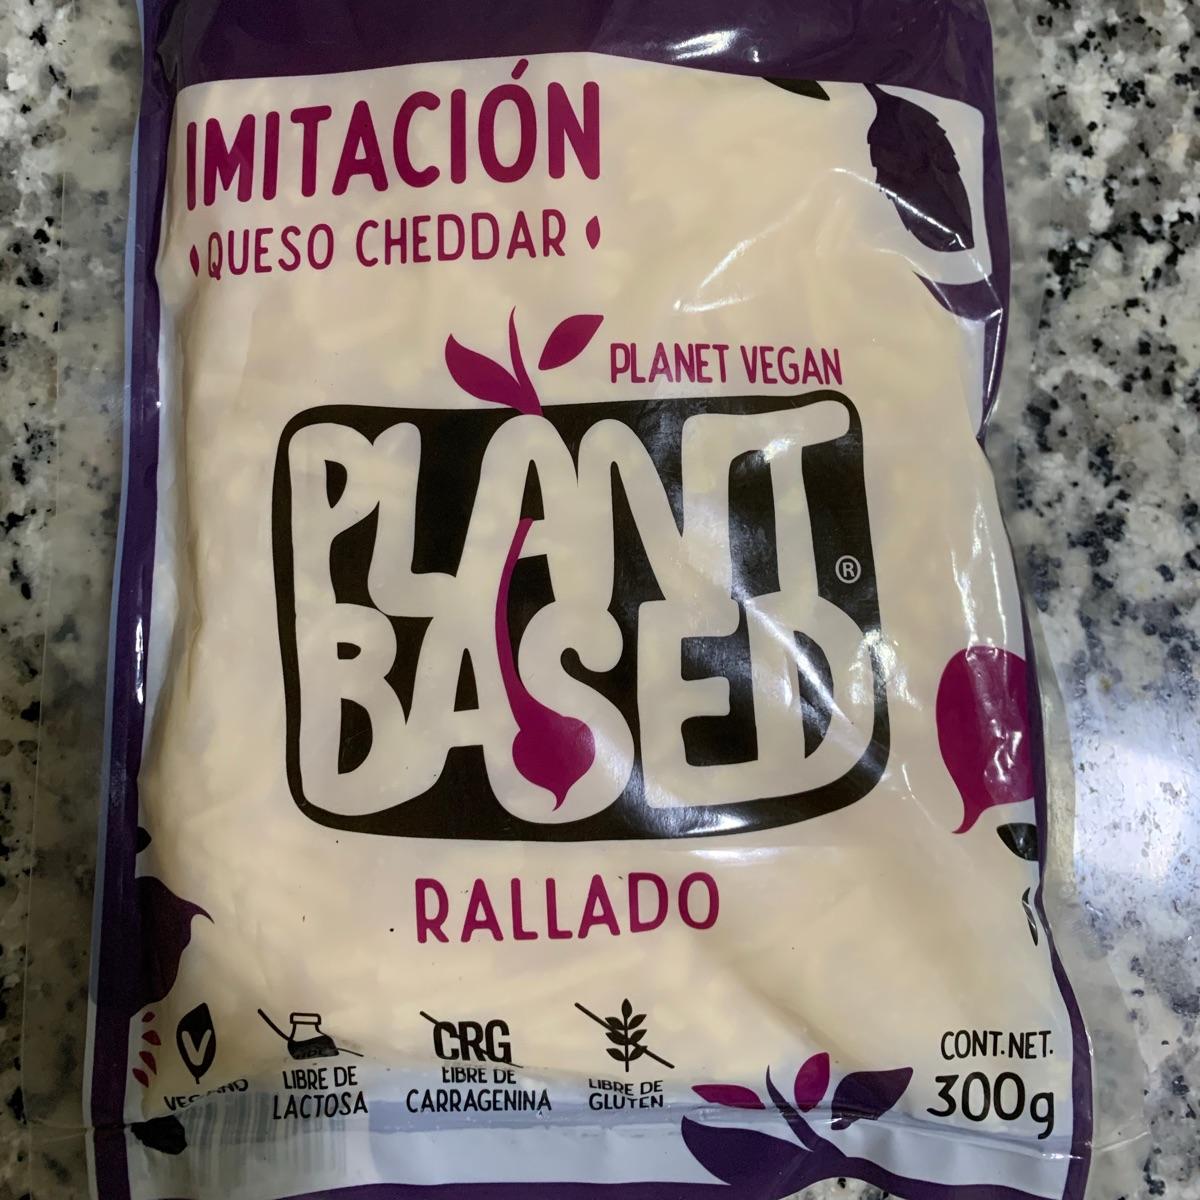 IMITACIÓN
QUESO CHEDDAR
PLANET VEGAN
PLANT
BASED
®
RALLADO
V
VEGANO
CRG
LIBRE DE
LACTOSA
LIBRE DE
CARRAGENINA
LIBRE DE
GLUTEN
CONT. NET.
300g